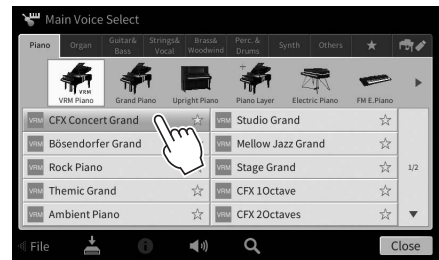 Main Voice Select
Piano Organ Guitar& Bass Strings& Vocal Brass& Woodwind Perc. & Drums Synth Others
VRM
VRM Piano Grand Piano Upright Piano Piano Layer Electric Piano FM E.Piano
VRM CFX Concert Grand VRM Studio Grand
VRM Bösendorfer Grand VRM Mellow Jazz Grand
VRM Rock Piano VRM Stage Grand 1/2
VRM Themic Grand VRM CFX 1Octave
VRM Ambient Piano VRM CFX 2Octaves
File Close